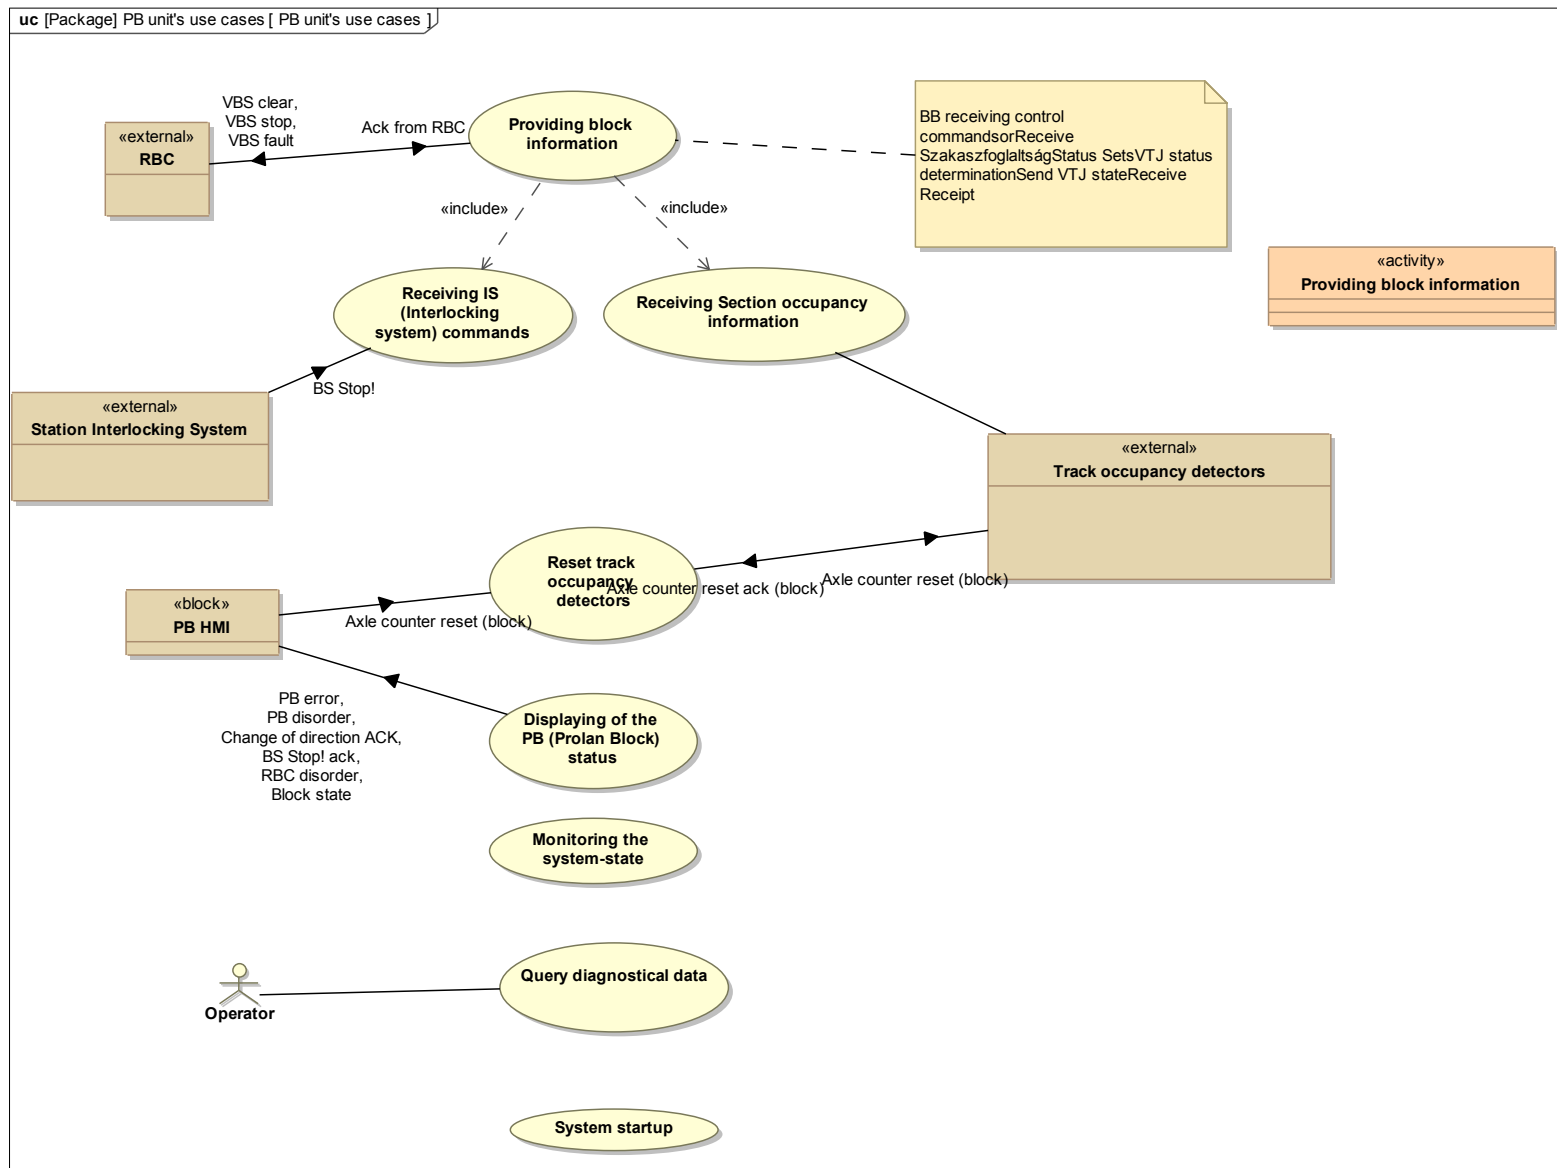 uc [Package] PB unit's use cases [ PB unit's use cases ]
VBS clear,
VBS stop,
VBS fault
Ack from RBC
«external»
RBC
Providing block
information
BB receiving control
commandsorReceive
SzakaszfoglaltságStatus SetsVTJ status
determinationSend VTJ stateReceive
Receipt
«include»
«include»
«activity»
Providing block information
Receiving IS
(Interlocking
system) commands
Receiving Section occupancy
information
BS Stop!
«external»
Station Interlocking System
«external»
Track occupancy detectors
Reset track
occupancy
detectors
Axle counter reset ack (block)
Axle counter reset (block)
«block»
PB HMI
Axle counter reset (block)
PB error,
PB disorder,
Change of direction ACK,
BS Stop! ack,
RBC disorder,
Block state
Displaying of the
PB (Prolan Block)
status
Monitoring the
system-state
Query diagnostical data
Operator
System startup